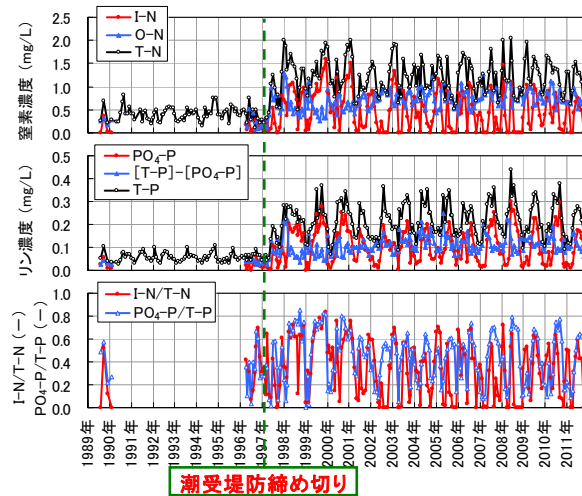 I-N
O-N
T-N
窒素濃度 (mg/L)
2.5
2.0
1.5
1.0
0.5
0.0
PO₄-P
[T-P]-[PO₄-P]
T-P
リン濃度 (mg/L)
0.5
0.4
0.3
0.2
0.1
0.0
I-N/T-N
PO₄-P/T-P
I-N/T-N (－)
PO₄-P/T-P (－)
1.0
0.8
0.6
0.4
0.2
0.0
1989年
1990年
1991年
1992年
1993年
1994年
1995年
1996年
1997年
1998年
1999年
2000年
2001年
2002年
2003年
2004年
2005年
2006年
2007年
2008年
2009年
2010年
2011年
潮受堤防締め切り